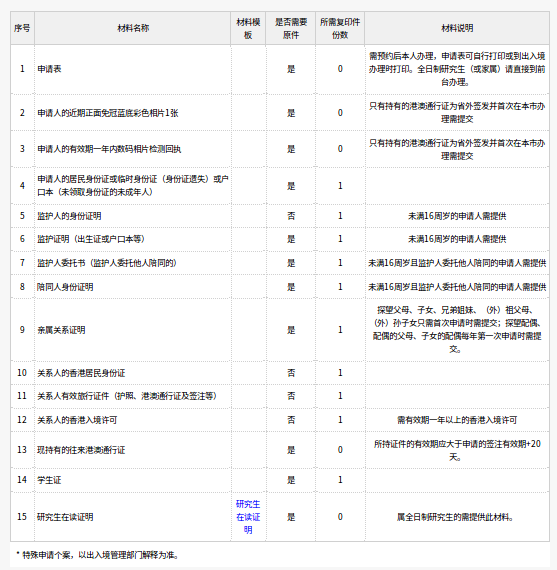 序号 材料名称 材料模板 是否需要原件 所需复印件份数 材料说明
1 申请表 是 0 需预约后本人办理，申请表可自行打印或到出入境办理时打印。全日制研究生（或家属）请直接到前台办理。
2 申请人的近期正面免冠蓝底彩色相片1张 是 0 只有持有的港澳通行证为省外签发并首次在本市办理需提交
3 申请人的有效期一年内数码相片检测回执 是 0 只有持有的港澳通行证为省外签发并首次在本市办理需提交
4 申请人的居民身份证或临时身份证（身份证遗失）或户口本（未领取身份证的未成年人） 是 1
5 监护人的身份证明 否 1 未满16周岁的申请人需提供
6 监护证明（出生证或户口本等） 是 1 未满16周岁的申请人需提供
7 监护人委托书（监护人委托他人陪同的） 是 1 未满16周岁且监护人委托他人陪同的申请人需提供
8 陪同人身份证明 是 1 未满16周岁且监护人委托他人陪同的申请人需提供
9 亲属关系证明 是 1 探望父母、子女、兄弟姐妹、（外）祖父母、（外）孙子女只需首次申请时需提交；探望配偶、配偶的父母、子女的配偶每年第一次申请时需提交。
10 关系人的香港居民身份证 否 1
11 关系人有效旅行证件（护照、港澳通行证及签注等） 否 1
12 关系人的香港入境许可 否 1 需有效期一年以上的香港入境许可
13 现持有的往来港澳通行证 是 0 所持证件的有效期应大于申请的签注有效期+20天。
14 学生证 是 1
15 研究生在读证明 研究生在读证明 是 0 属全日制研究生的需提供此材料。
* 特殊申请个案，以出入境管理部门解释为准。